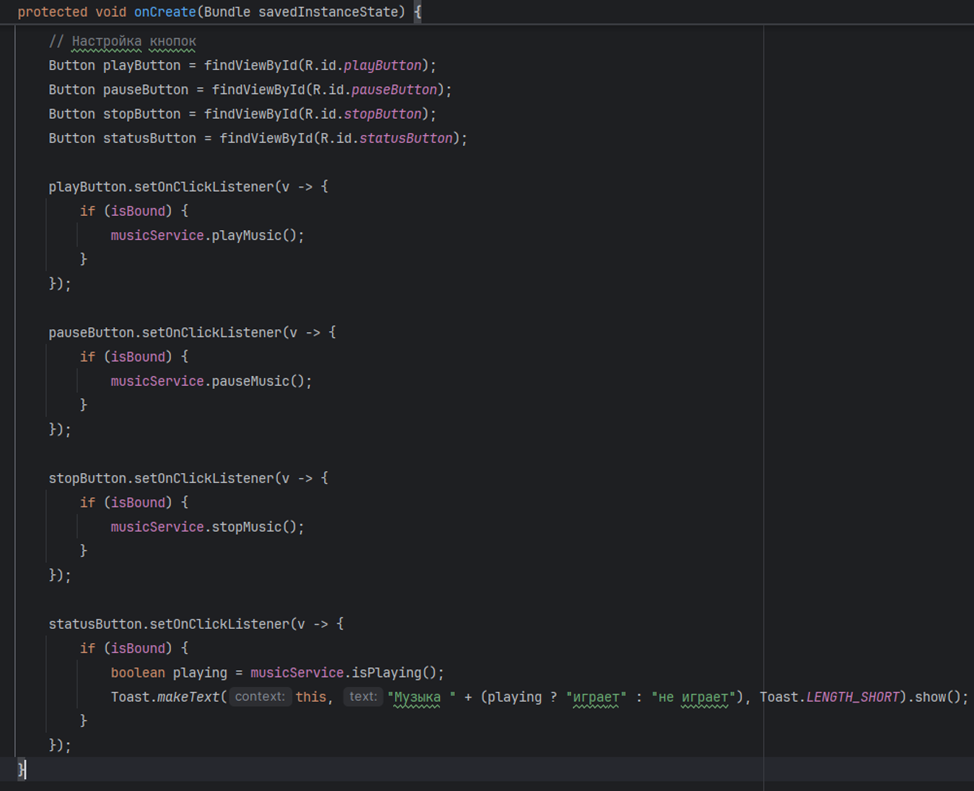 protected void onCreate(Bundle savedInstanceState) {
// Настройка кнопок
Button playButton = findViewById(R.id.playButton);
Button pauseButton = findViewById(R.id.pauseButton);
Button stopButton = findViewById(R.id.stopButton);
Button statusButton = findViewById(R.id.statusButton);
playButton.setOnClickListener(v -> {
if (isBound) {
musicService.playMusic();
}
});
pauseButton.setOnClickListener(v -> {
if (isBound) {
musicService.pauseMusic();
}
});
stopButton.setOnClickListener(v -> {
if (isBound) {
musicService.stopMusic();
}
});
statusButton.setOnClickListener(v -> {
if (isBound) {
boolean playing = musicService.isPlaying();
Toast.makeText( context: this, text: "Музыка " + (playing ? "играет" : "не играет"), Toast.LENGTH_SHORT).show();
}
});
}